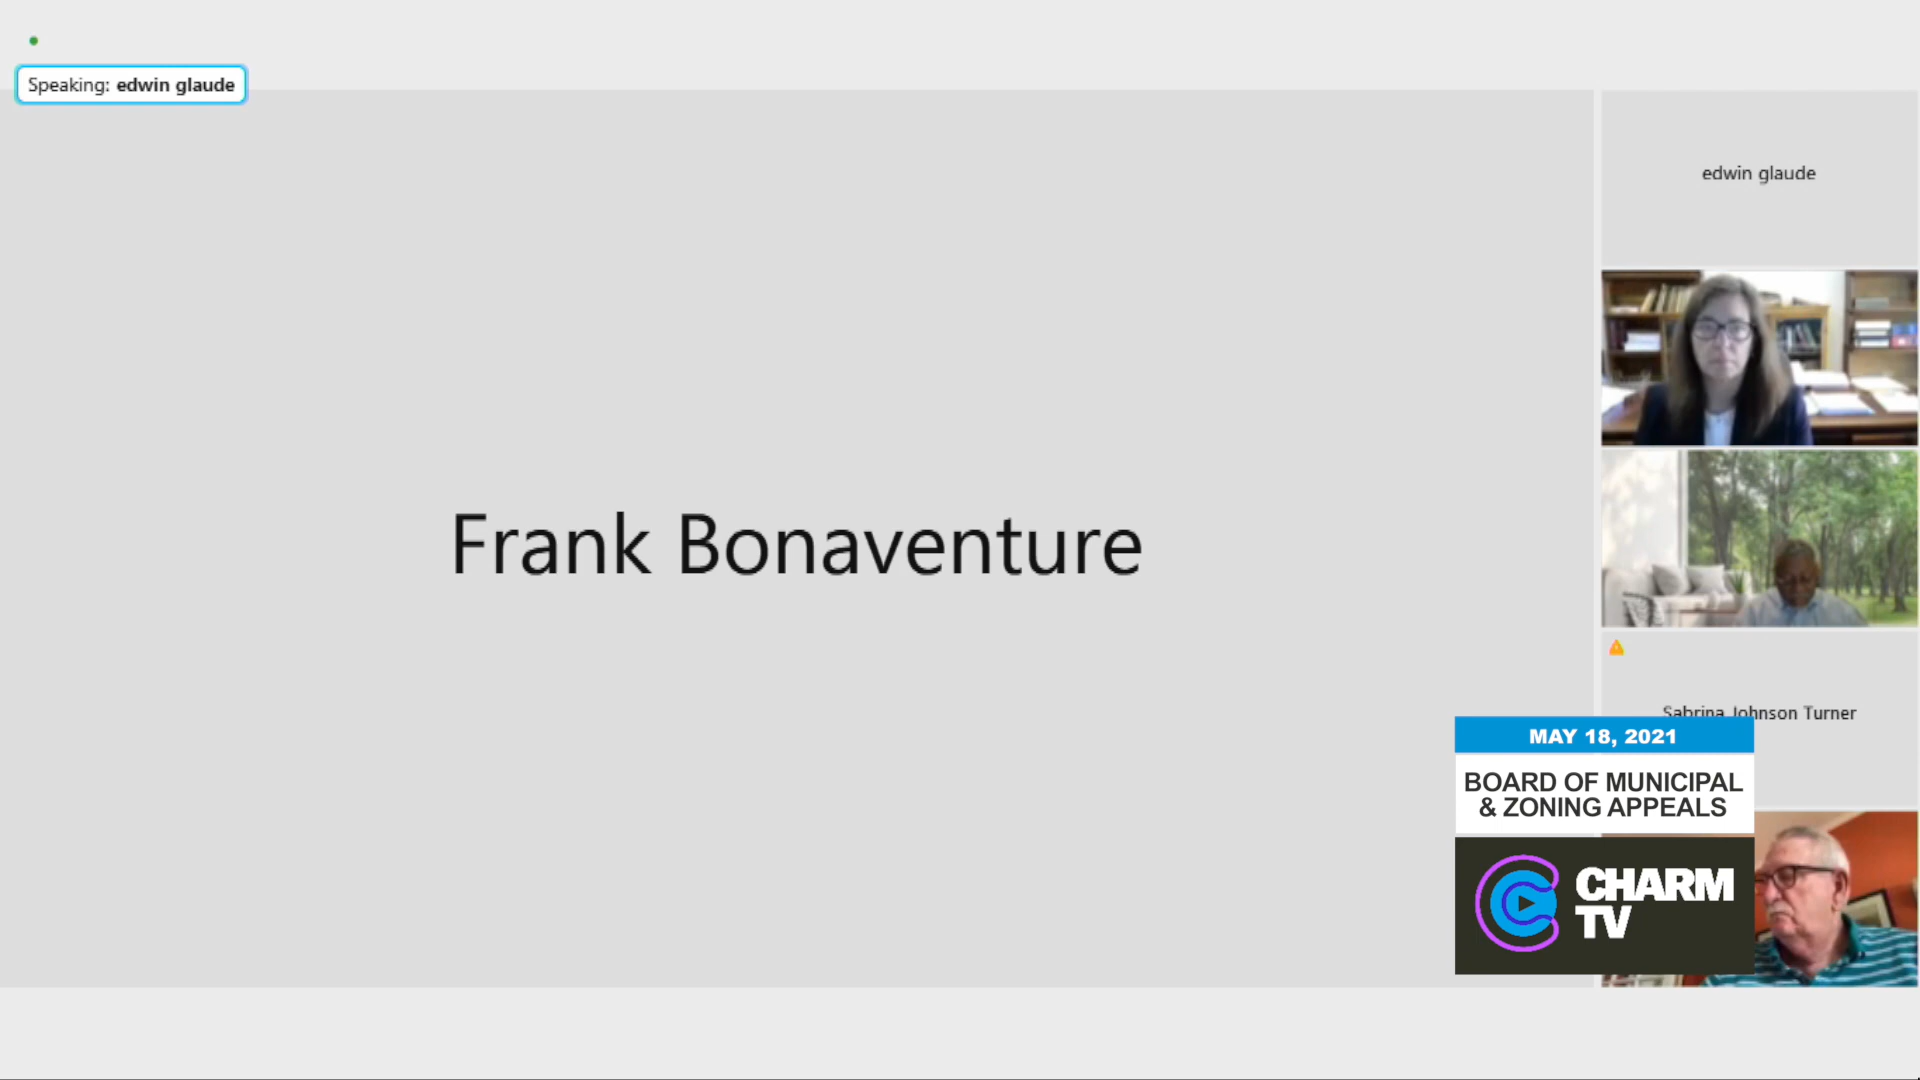 Speaking: edwin glaude
edwin glaude
Frank Bonaventure
Sabrina Johnson Turner
MAY 18, 2021
BOARD OF MUNICIPAL
& ZONING APPEALS
CHARM
TV